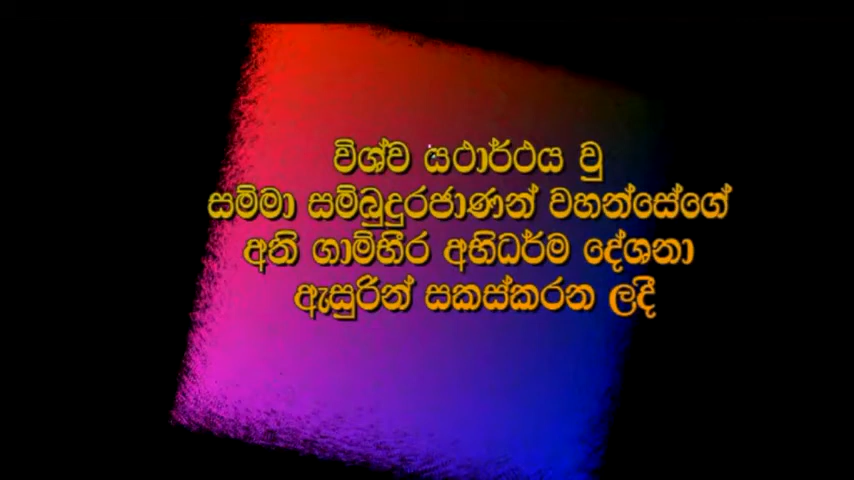 විශ්ව යථාර්ථය වු
සම්මා සම්බුදුරජාණන් වහන්සේගේ
අති ගාම්භීර අභිධර්ම දේශනා
ඇසුරින් සකස්කරන ලදී